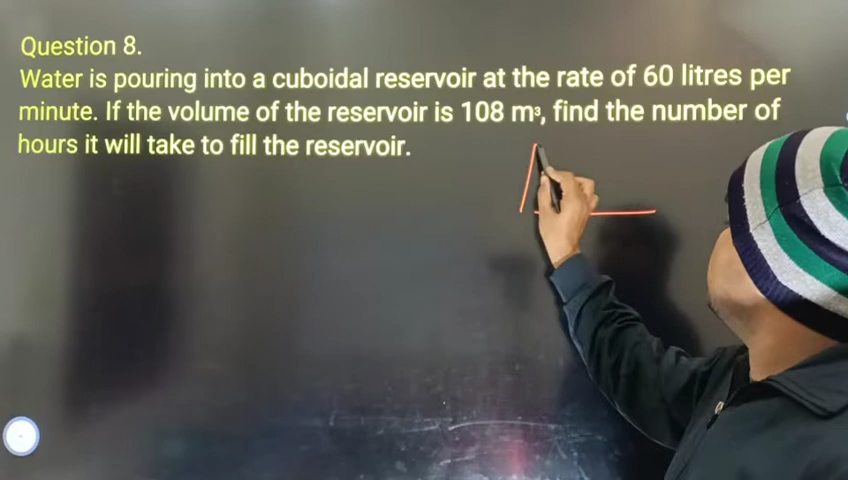 Question 8.
Water is pouring into a cuboidal reservoir at the rate of 60 litres per
minute. If the volume of the reservoir is 108 m³, find the number of
hours it will take to fill the reservoir.